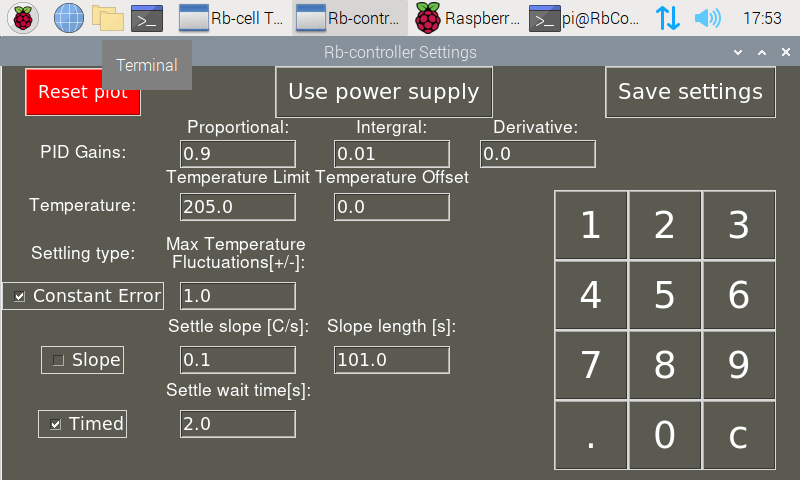 Rb-cell T... Rb-contr... Raspberr... pi@RbCo... 17:53
Rb-controller Settings
Terminal
Reset plot Use power supply Save settings
Proportional: Intergral: Derivative:
PID Gains: 0.9 0.01 0.0
Temperature Limit Temperature Offset
Temperature: 205.0 0.0
Settling type: Max Temperature
Fluctuations[+/-]:
Constant Error 1.0
Settle slope [C/s]: Slope length [s]:
Slope 0.1 101.0
Settle wait time[s]:
Timed 2.0
1 2 3
4 5 6
7 8 9
. 0 c